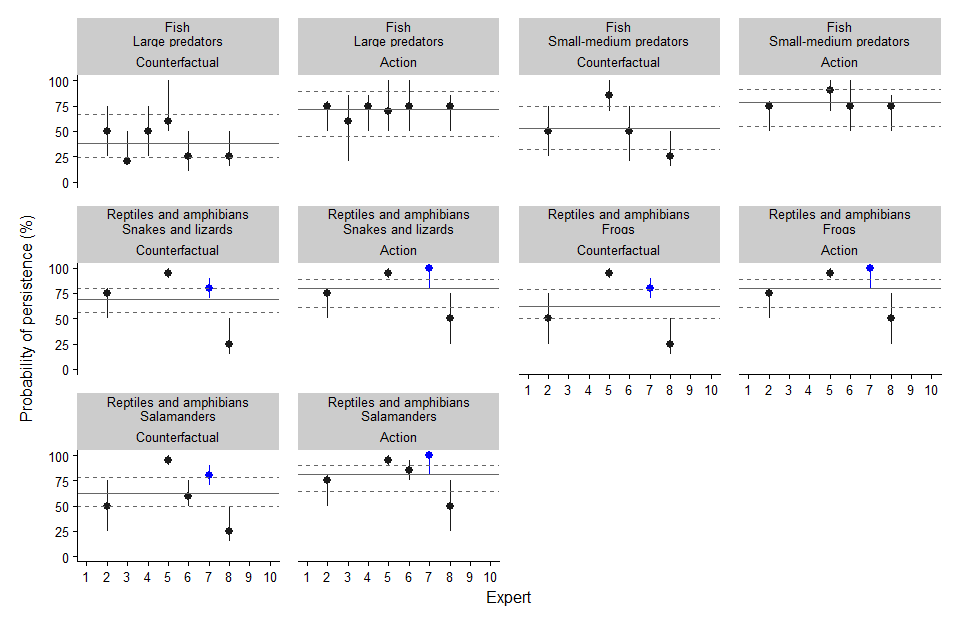 Fish
Large predators
Counterfactual
Fish
Large predators
Action
Fish
Small-medium predators
Counterfactual
Fish
Small-medium predators
Action
100
75
50
25
0
Reptiles and amphibians
Snakes and lizards
Counterfactual
Reptiles and amphibians
Snakes and lizards
Action
Reptiles and amphibians
Frogs
Counterfactual
Reptiles and amphibians
Frogs
Action
100
75
50
25
0
1 2 3 4 5 6 7 8 9 10
1 2 3 4 5 6 7 8 9 10
Probability of persistence (%)
Reptiles and amphibians
Salamanders
Counterfactual
Reptiles and amphibians
Salamanders
Action
100
75
50
25
0
1 2 3 4 5 6 7 8 9 10
1 2 3 4 5 6 7 8 9 10
Expert